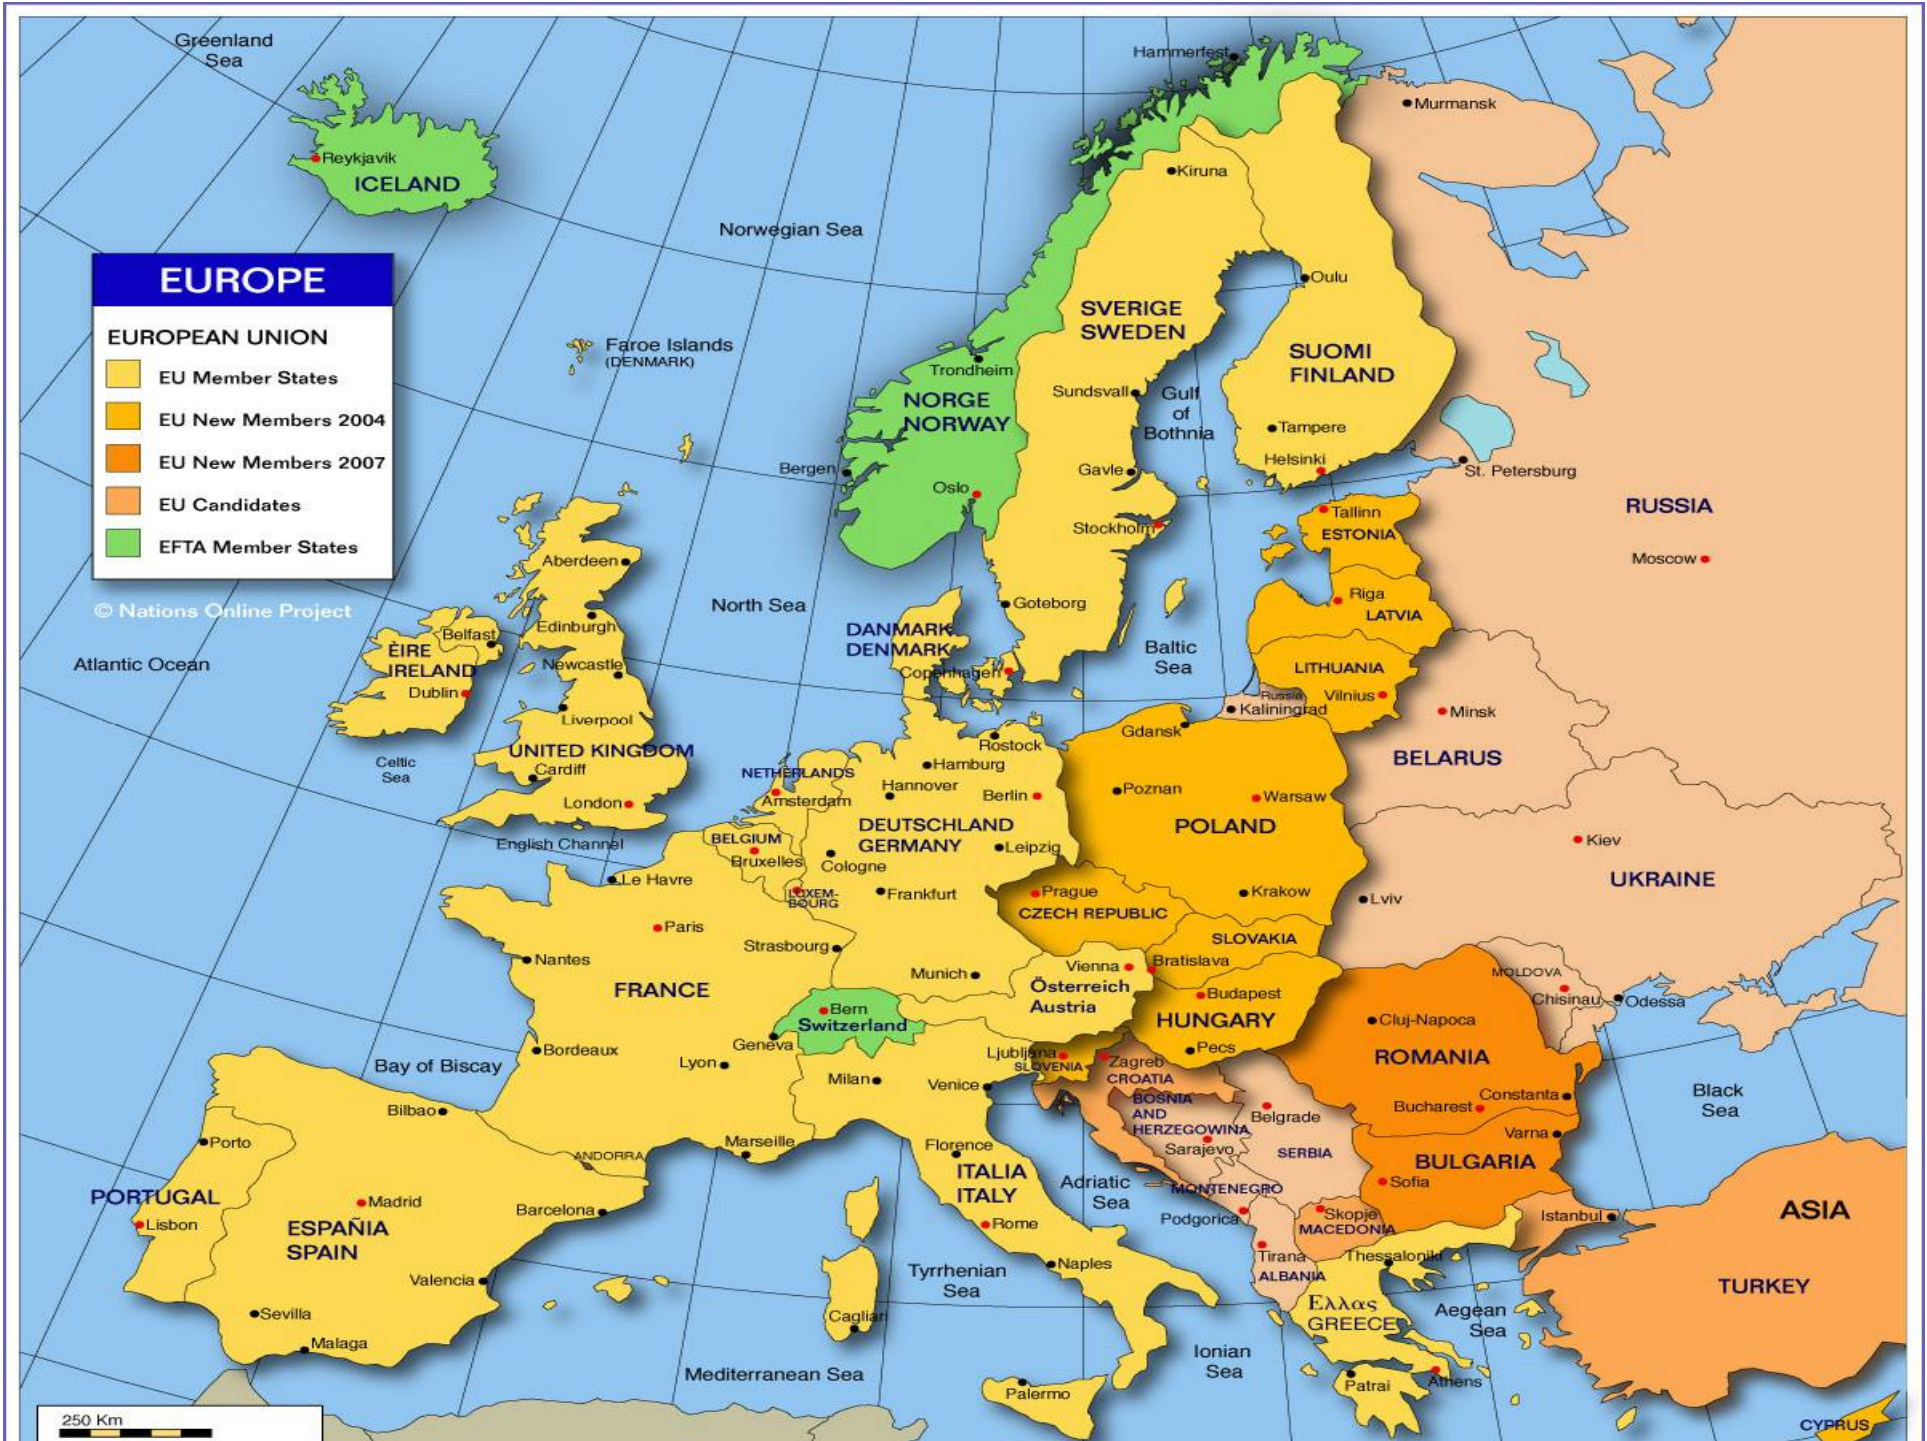 Greenland
Sea
Hammerfest
Murmansk
Reykjavik
ICELAND
Kiruna
Norwegian Sea
EUROPE
EUROPEAN UNION
EU Member States
EU New Members 2004
EU New Members 2007
EU Candidates
EFTA Member States
© Nations Online Project
Oulu
SVERIGE
SWEDEN
Faroe Islands
(DENMARK)
SUOMI
FINLAND
Trondheim
NORGE
NORWAY
Sundsvall
Gulf
of
Bothnia
Tampere
Bergen
Gavle
Helsinki
St. Petersburg
Oslo
RUSSIA
Stockholm
Tallinn
ESTONIA
Moscow
Aberdeen
North Sea
Goteborg
Riga
LATVIA
Edinburgh
Belfast
ÈIRE
IRELAND
Dublin
Atlantic Ocean
DANMARK
DENMARK
Copenhagen
Baltic
Sea
LITHUANIA
Vilnius
Russia
Kaliningrad
Minsk
Newcastle
Liverpool
UNITED KINGDOM
Cardiff
London
Celtic
Sea
English Channel
Gdansk
Rostock
Hamburg
NETHERLANDS
Amsterdam
Hannover
Berlin
Poznan
Warsaw
POLAND
BELARUS
BELGIUM
Bruxelles
DEUTSCHLAND
GERMANY
Leipzig
Cologne
Kiev
UKRAINE
Le Havre
LUXEM-
BOURG
Frankfurt
Prague
CZECH REPUBLIC
Krakow
Lviv
Paris
Strasbourg
SLOVAKIA
Nantes
Munich
Vienna
Bratislava
Österreich
Austria
MOLDOVA
Chisinau
Odessa
FRANCE
Bern
Switzerland
Geneva
Budapest
HUNGARY
Pecs
Cluj-Napoca
ROMANIA
Bordeaux
Bay of Biscay
Lyon
Milan
Venice
Ljubljana
SLOVENIA
Zagreb
CROATIA
BOSNIA
AND
HERZEGOWINA
Sarajevo
Belgrade
SERBIA
Bucharest
Constanta
Black
Sea
Varna
BULGARIA
Sofia
Bilbao
Porto
ANDORRA
Marseille
Florence
ITALIA
ITALY
Rome
Adriatic
Sea
MONTENEGRO
Podgorica
Skopje
MACEDONIA
Istanbul
ASIA
TURKEY
PORTUGAL
Lisbon
Madrid
ESPAÑIA
SPAIN
Barcelona
Valencia
Sevilla
Malaga
Tirana
ALBANIA
Thessaloniki
Naples
Tyrrhenian
Sea
Cagliari
Ελλας
GREECE
Aegean
Sea
Mediterranean Sea
Palermo
Ionian
Sea
Patrai
Athens
CYPRUS
250 Km